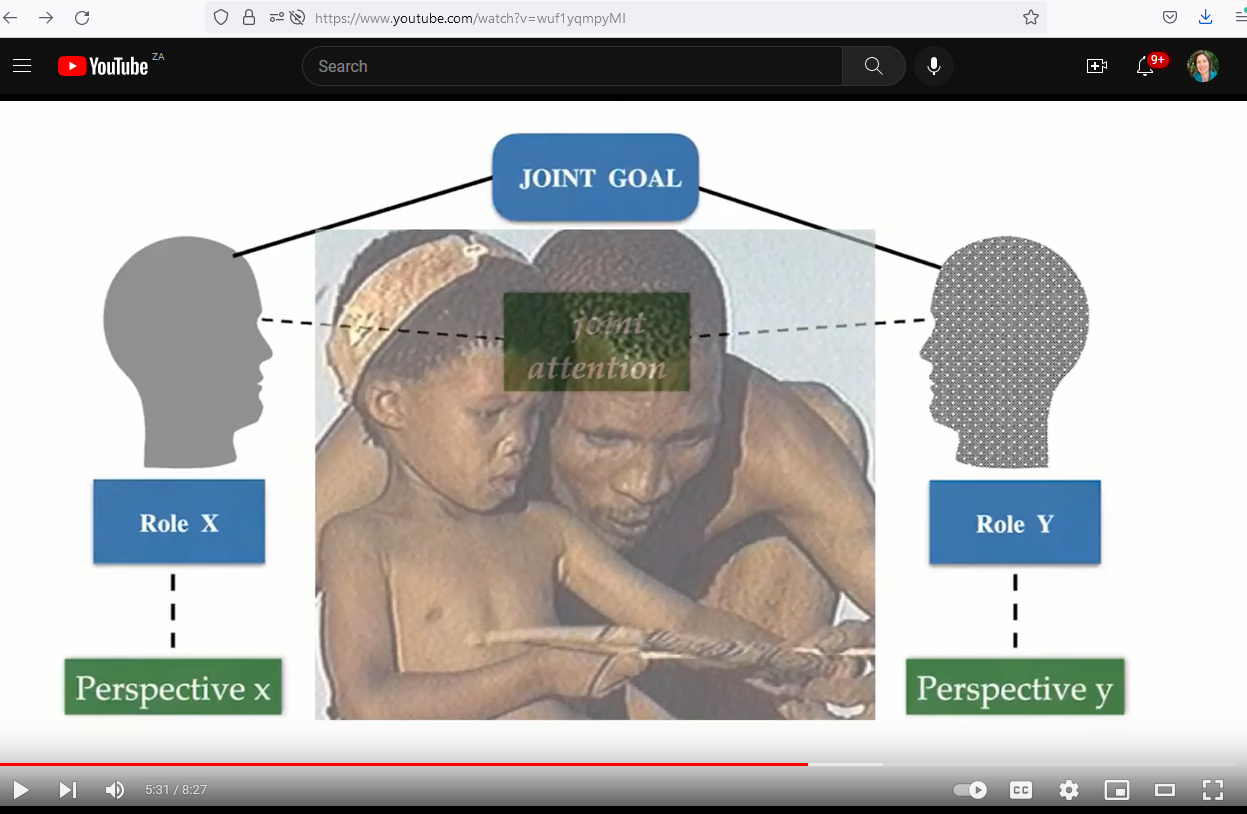 https://www.youtube.com/watch?v=wuf1yqmpyMI
YouTube ZA
Search
9+
JOINT GOAL
joint
attention
Role X
Role Y
Perspective x
Perspective y
5:31 / 8:27
CC